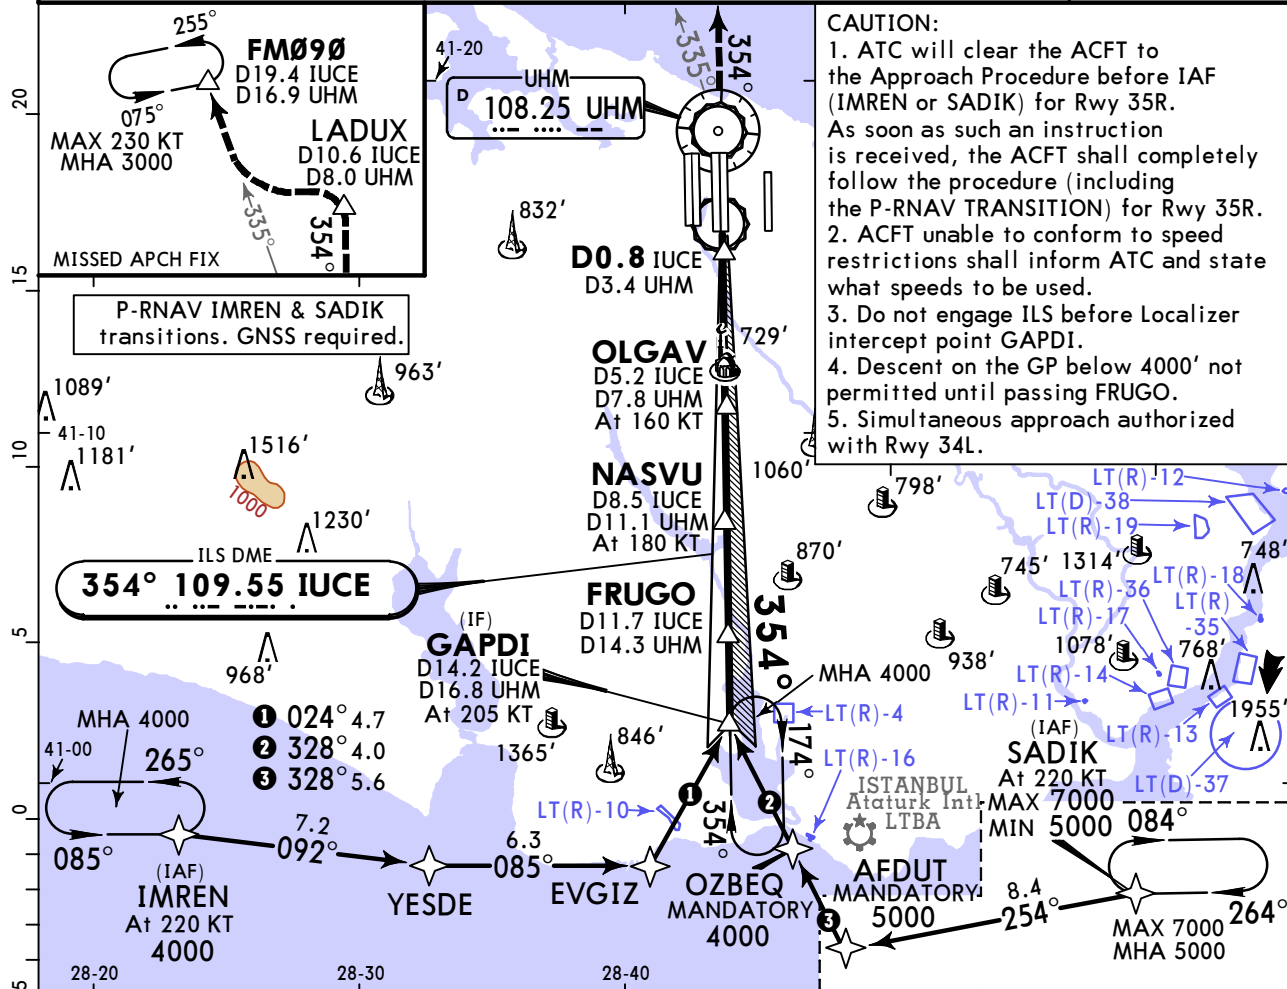 255°
FMØ9Ø
D19.4 IUCE
D16.9 UHM
075°
MAX 230 KT
MHA 3000
LADUX
D10.6 IUCE
D8.0 UHM
335°
354°
MISSED APCH FIX
P-RNAV IMREN & SADIK
transitions. GNSS required.
41-20
UHM
D 108.25 UHM
335°
354°
CAUTION:
1. ATC will clear the ACFT to
the Approach Procedure before IAF
(IMREN or SADIK) for Rwy 35R.
As soon as such an instruction
is received, the ACFT shall completely
follow the procedure (including
the P-RNAV TRANSITION) for Rwy 35R.
2. ACFT unable to conform to speed
restrictions shall inform ATC and state
what speeds to be used.
3. Do not engage ILS before Localizer
intercept point GAPDI.
4. Descent on the GP below 4000' not
permitted until passing FRUGO.
5. Simultaneous approach authorized
with Rwy 34L.
20
15
10
5
0
5
832'
D0.8 IUCE
D3.4 UHM
729'
OLGAV
D5.2 IUCE
D7.8 UHM
At 160 KT
963'
1089'
41-10
1181'
1516'
1000
1230'
NASVU
D8.5 IUCE
D11.1 UHM
At 180 KT
1060'
798'
870'
745'
938'
ILS DME
354° 109.55 IUCE
FRUGO
D11.7 IUCE
D14.3 UHM
354°
(IF)
GAPDI
D14.2 IUCE
D16.8 UHM
At 205 KT
968'
1365'
846'
MHA 4000
LT(R)-4
174°
LT(R)-16
LT(R)-12
LT(D)-38
LT(R)-19
1314'
748'
LT(R)-36
LT(R)-18
LT(R)-17
LT(R)
-35
1078'
768'
LT(R)-14
LT(R)-11
LT(R)-13
1955'
LT(D)-37
MHA 4000
41-00
265°
085°
1 024° 4.7
2 328° 4.0
3 328° 5.6
7.2
092°
(IAF)
IMREN
At 220 KT
4000
YESDE
6.3
085°
EVGIZ
LT(R)-10
1
2
354°
OZBEQ
MANDATORY
4000
ISTANBUL
Ataturk Intl
LTBA
AFDUT
MANDATORY
5000
3
(IAF)
SADIK
At 220 KT
MAX 7000
MIN 5000
084°
8.4
254°
264°
MAX 7000
MHA 5000
28-20
28-30
28-40